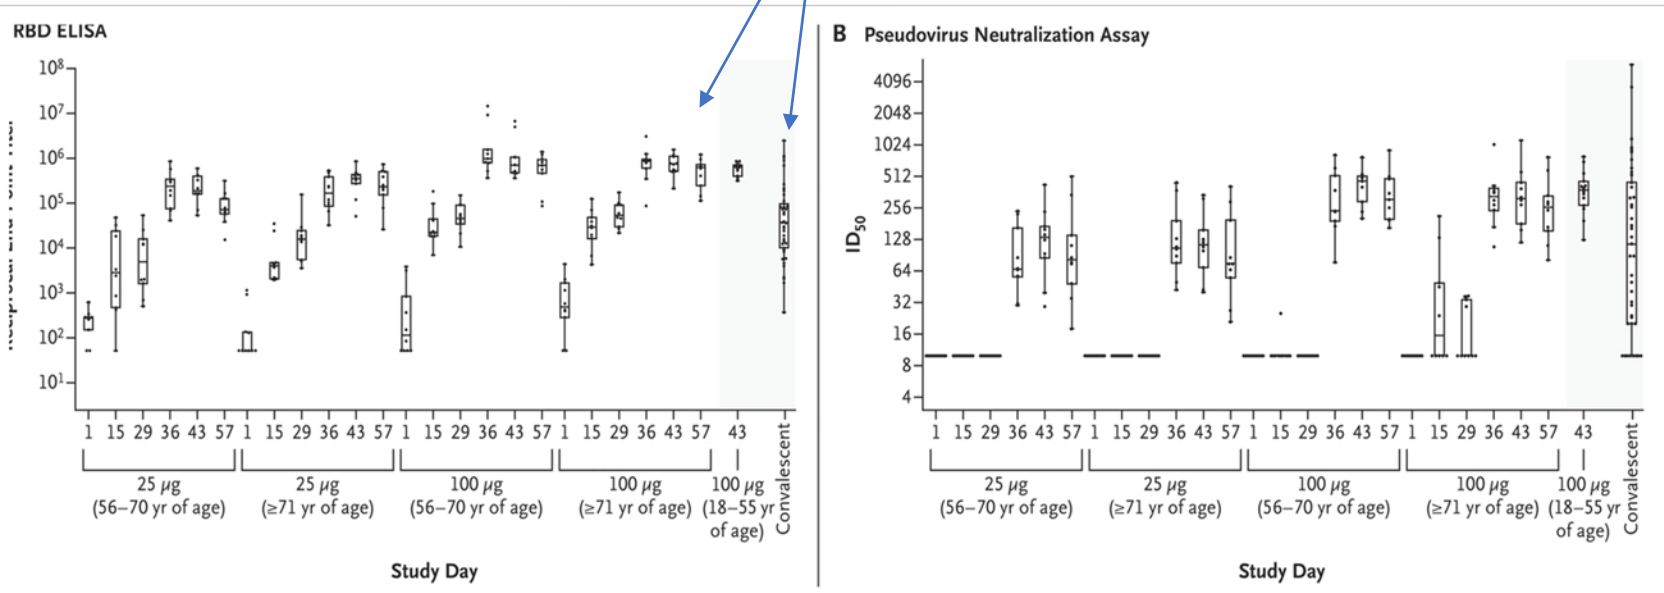 RBD ELISA
10⁸
10⁷
10⁶
10⁵
10⁴
10³
10²
10¹
1 15 29 36 43 57 1 15 29 36 43 57 1 15 29 36 43 57 1 15 29 36 43 57 43
Convalescent
25 µg
(56–70 yr of age)
25 µg
(≥71 yr of age)
100 µg
(56–70 yr of age)
100 µg
(≥71 yr of age)
100 µg
(18–55 yr
of age)
Study Day
B Pseudovirus Neutralization Assay
ID50
4096
2048
1024
512
256
128
64
32
16
8
4
1 15 29 36 43 57 1 15 29 36 43 57 1 15 29 36 43 57 1 15 29 36 43 57 43
Convalescent
25 µg
(56–70 yr of age)
25 µg
(≥71 yr of age)
100 µg
(56–70 yr of age)
100 µg
(≥71 yr of age)
100 µg
(18–55 yr
of age)
Study Day